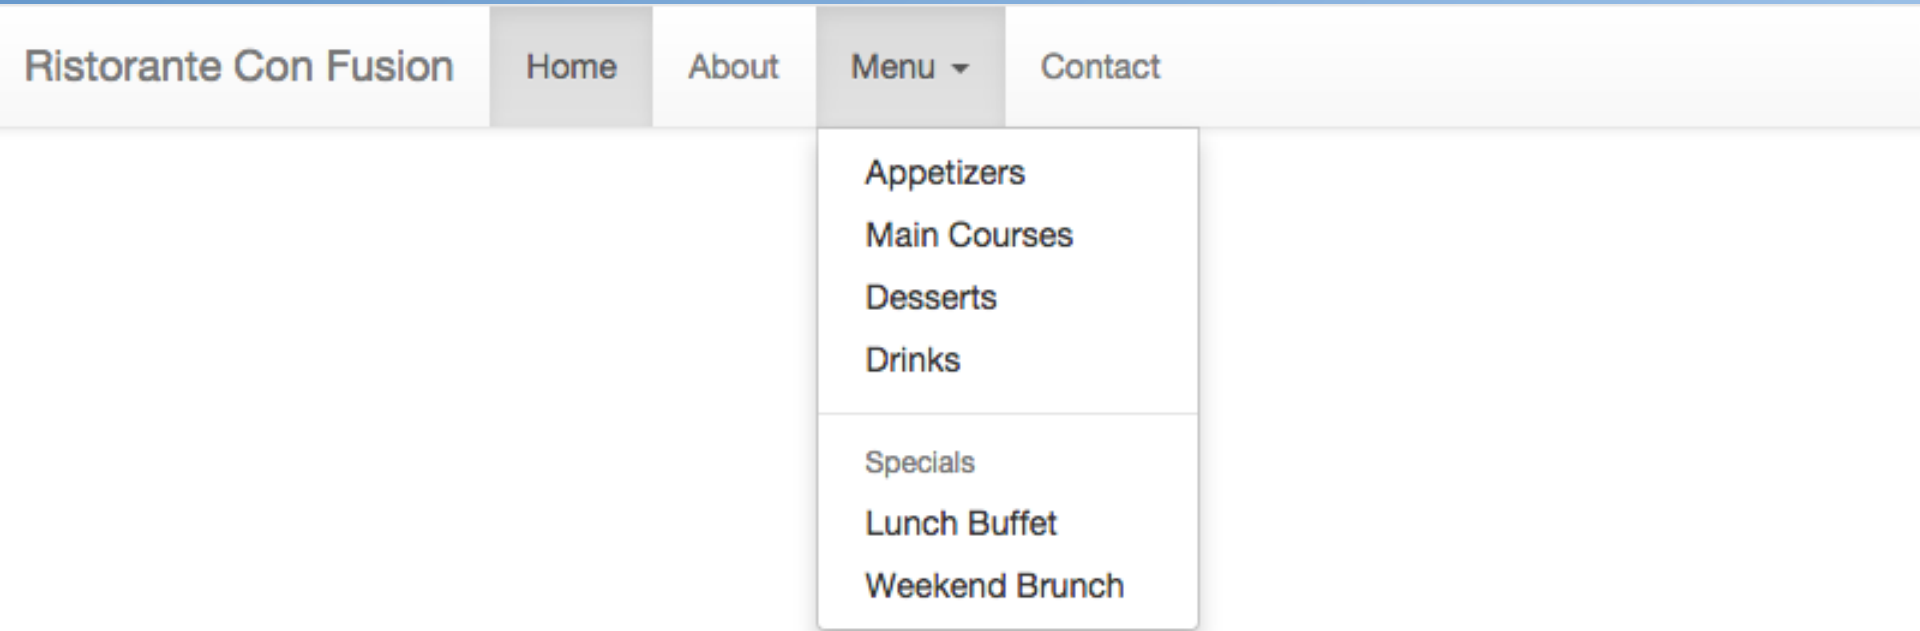 Ristorante Con Fusion Home About Menu Contact
Appetizers
Main Courses
Desserts
Drinks
Specials
Lunch Buffet
Weekend Brunch